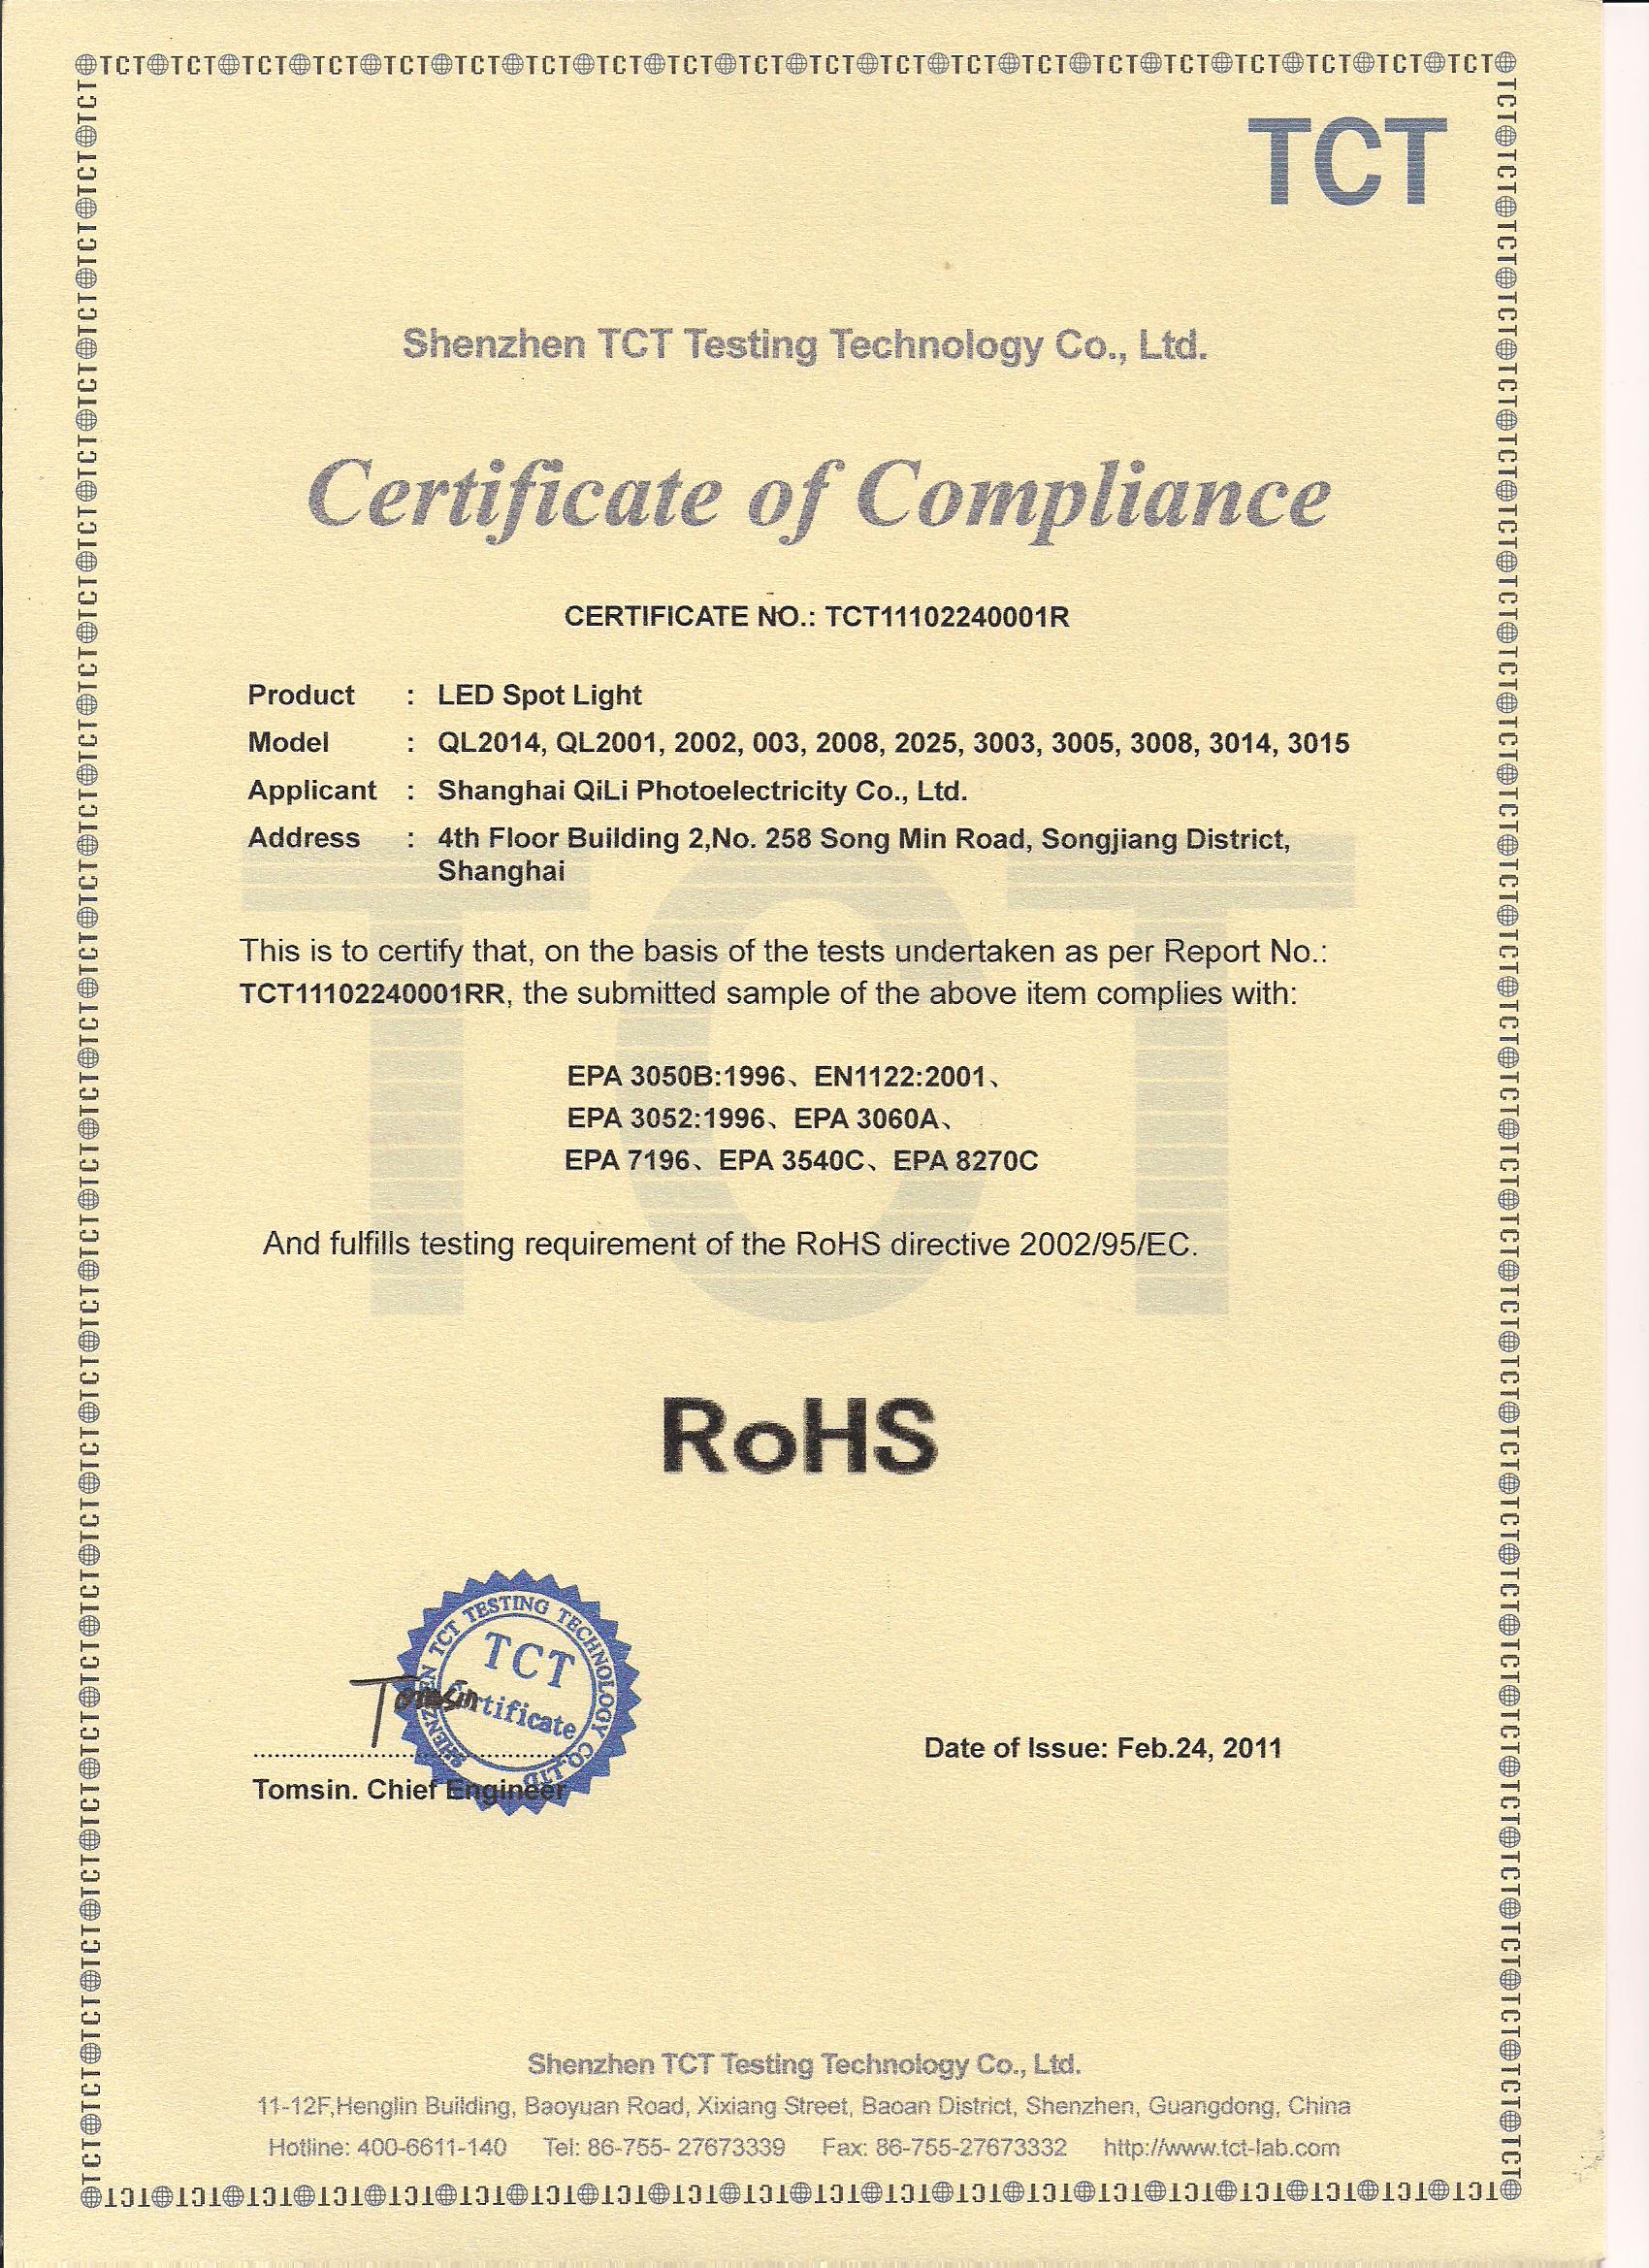 TCT
Shenzhen TCT Testing Technology Co., Ltd.
Certificate of Compliance
CERTIFICATE NO.: TCT11102240001R
Product : LED Spot Light
Model : QL2014, QL2001, 2002, 003, 2008, 2025, 3003, 3005, 3008, 3014, 3015
Applicant : Shanghai QiLi Photoelectricity Co., Ltd.
Address : 4th Floor Building 2,No. 258 Song Min Road, Songjiang District,
Shanghai
This is to certify that, on the basis of the tests undertaken as per Report No.:
TCT11102240001RR, the submitted sample of the above item complies with:
EPA 3050B:1996、EN1122:2001、
EPA 3052:1996、EPA 3060A、
EPA 7196、EPA 3540C、EPA 8270C
And fulfills testing requirement of the RoHS directive 2002/95/EC.
RoHS
SHENZHEN TCT TESTING TECHNOLOGY CO.,LTD
TCT
Certificate
Tomsin
Tomsin. Chief Engineer
Date of Issue: Feb.24, 2011
Shenzhen TCT Testing Technology Co., Ltd.
11-12F,Henglin Building, Baoyuan Road, Xixiang Street, Baoan District, Shenzhen, Guangdong, China
Hotline: 400-6611-140 Tel: 86-755- 27673339 Fax: 86-755-27673332 http://www.tct-lab.com